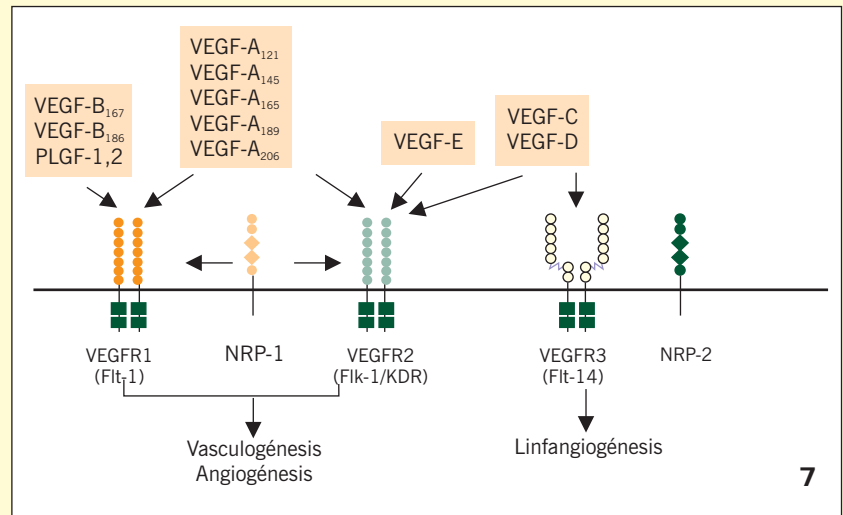 VEGF-B167
VEGF-B186
PLGF-1,2
VEGF-A121
VEGF-A145
VEGF-A165
VEGF-A189
VEGF-A206
VEGF-E
VEGF-C
VEGF-D
VEGFR1
(Flt-1)
NRP-1
VEGFR2
(Flk-1/KDR)
VEGFR3
(Flt-14)
NRP-2
Vasculogénesis
Angiogénesis
Linfangiogénesis
7